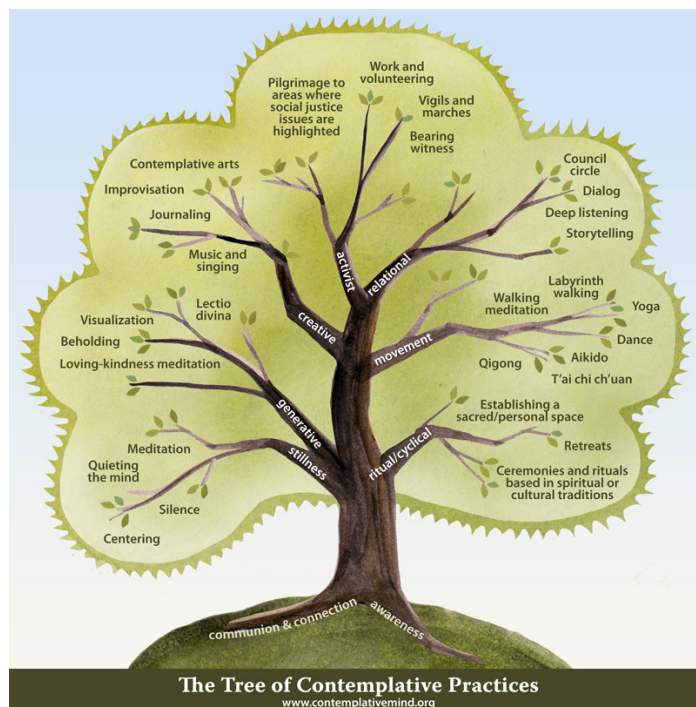 Work and
volunteering
Pilgrimage to
areas where
social justice
issues are
highlighted
Vigils and
marches
Bearing
witness
Contemplative arts
Improvisation
Journaling
Music and
singing
Council
circle
Dialog
Deep listening
Storytelling
activist
relational
creative
movement
Labyrinth
walking
Walking
meditation
Yoga
Dance
Aikido
Qigong
T'ai chi ch'uan
Lectio
divina
Visualization
Beholding
Loving-kindness meditation
generative
stillness
ritual/cyclical
Establishing a
sacred/personal space
Retreats
Ceremonies and rituals
based in spiritual or
cultural traditions
Meditation
Quieting
the mind
Silence
Centering
communion & connection
awareness
The Tree of Contemplative Practices
www.contemplativemind.org